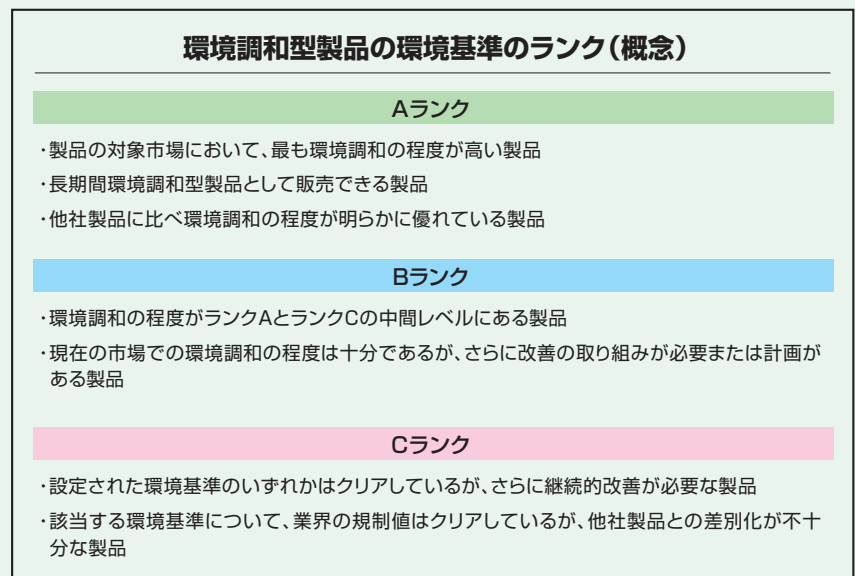 環境調和型製品の環境基準のランク（概念）
Aランク
・製品の対象市場において、最も環境調和の程度が高い製品
・長期間環境調和型製品として販売できる製品
・他社製品に比べ環境調和の程度が明らかに優れている製品
Bランク
・環境調和の程度がランクAとランクCの中間レベルにある製品
・現在の市場での環境調和の程度は十分であるが、さらに改善の取り組みが必要または計画が
ある製品
Cランク
・設定された環境基準のいずれかはクリアしているが、さらに継続的改善が必要な製品
・該当する環境基準について、業界の規制値はクリアしているが、他社製品との差別化が不十
分な製品